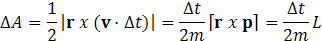 ΔA = 1/2 |r x (v · Δt)| = Δt/2m ⌈r x p⌉ = Δt/2m L